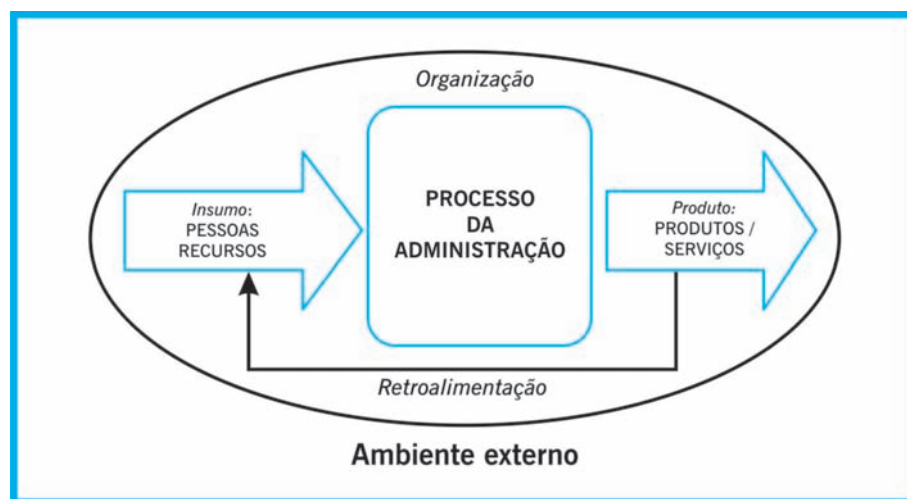 Organização
Insumo:
PESSOAS
RECURSOS
PROCESSO
DA
ADMINISTRAÇÃO
Produto:
PRODUTOS /
SERVIÇOS
Retroalimentação
Ambiente externo